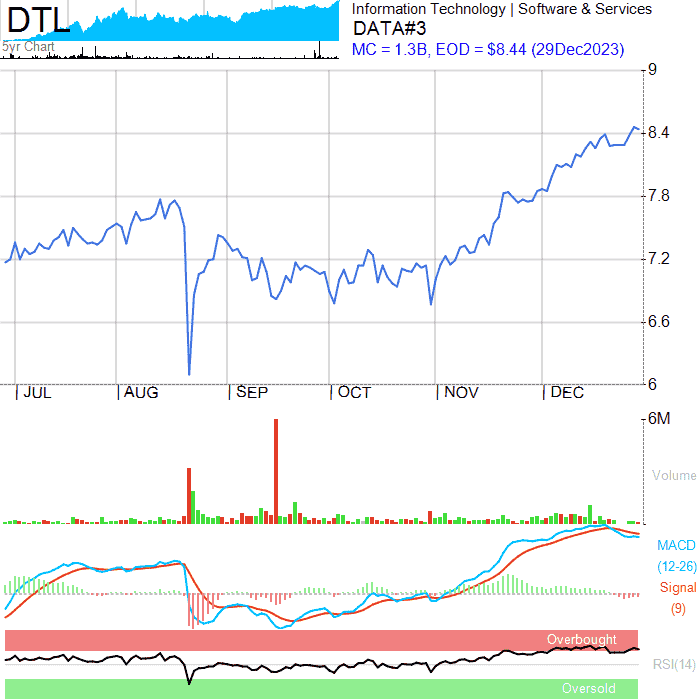 DTL
5yr Chart
Information Technology | Software & Services
DATA#3
MC = 1.3B, EOD = $8.44 (29Dec2023)
9
8.4
7.8
7.2
6.6
6
JUL
AUG
SEP
OCT
NOV
DEC
6M
Volume
MACD
(12-26)
Signal
(9)
Overbought
RSI(14)
Oversold